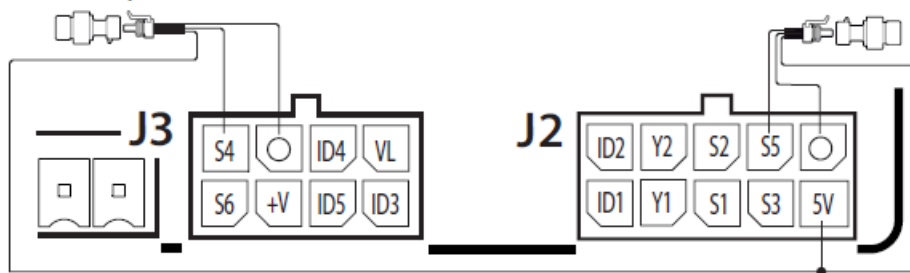 J3
S4 ID4 VL
S6 +V ID5 ID3
J2
ID2 Y2 S2 S5
ID1 Y1 S1 S3 5V